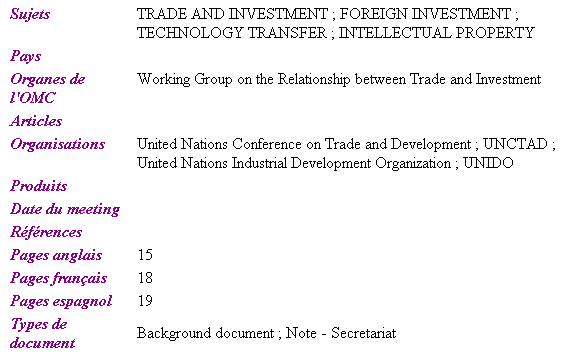 Sujets TRADE AND INVESTMENT ; FOREIGN INVESTMENT ;
TECHNOLOGY TRANSFER ; INTELLECTUAL PROPERTY
Pays
Organes de Working Group on the Relationship between Trade and Investment
l'OMC
Articles
Organisations United Nations Conference on Trade and Development ; UNCTAD ;
United Nations Industrial Development Organization ; UNIDO
Produits
Date du meeting
Références
Pages anglais 15
Pages français 18
Pages espagnol 19
Types de
document Background document ; Note - Secretariat